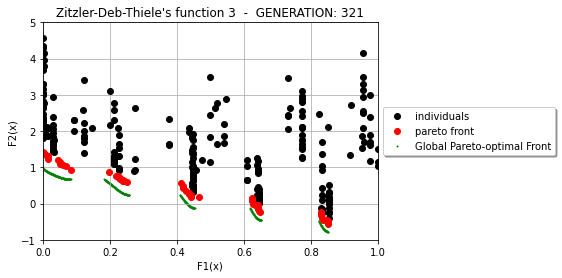 Zitzler-Deb-Thiele's function 3 - GENERATION: 321
5
4
3
2
1
0
−1
F2(x)
0.0 0.2 0.4 0.6 0.8 1.0
F1(x)
individuals
pareto front
Global Pareto-optimal Front